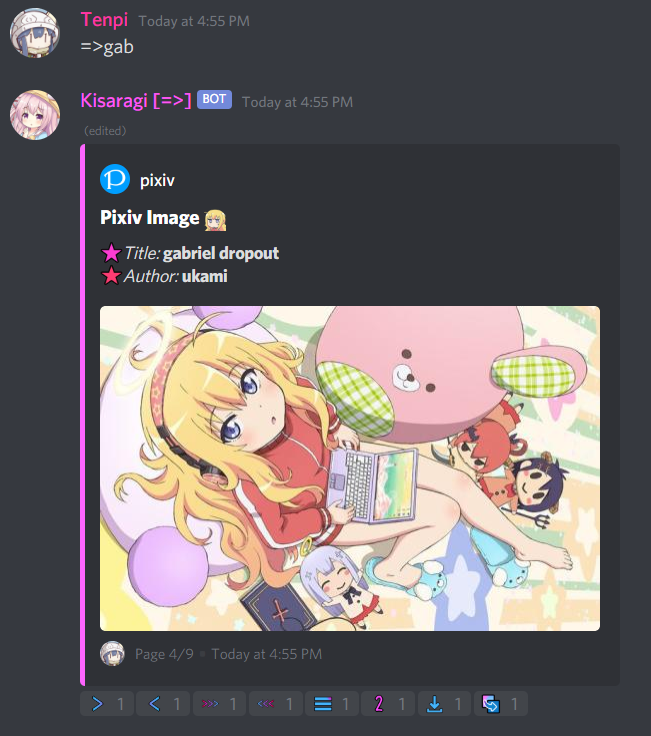 Tenpi Today at 4:55 PM
=>gab
Kisaragi [=>] BOT Today at 4:55 PM
(edited)
pixiv
Pixiv Image
Title: gabriel dropout
Author: ukami
Page 4/9 • Today at 4:55 PM
1 1 1 1 1 2 1 1 1